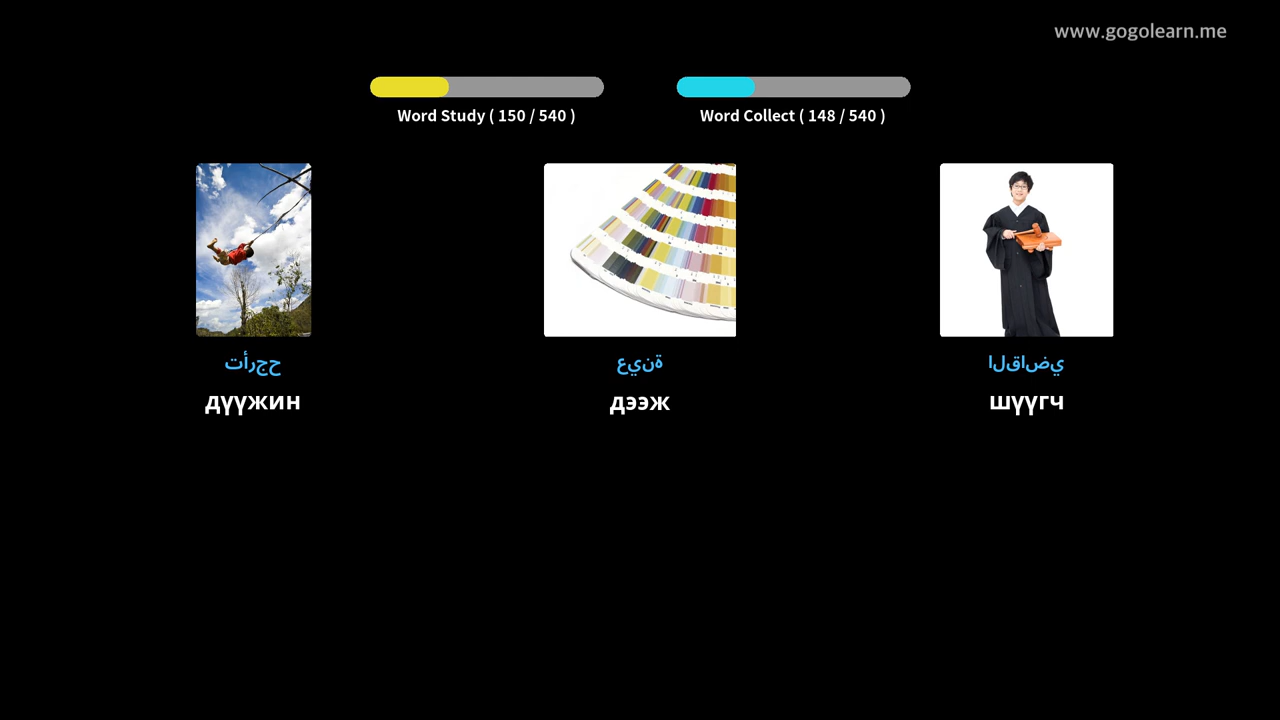 www.gogolearn.me
Word Study ( 150 / 540 )
Word Collect ( 148 / 540 )
تأرجح
дүүжин
عينة
дээж
القاضي
шүүгч